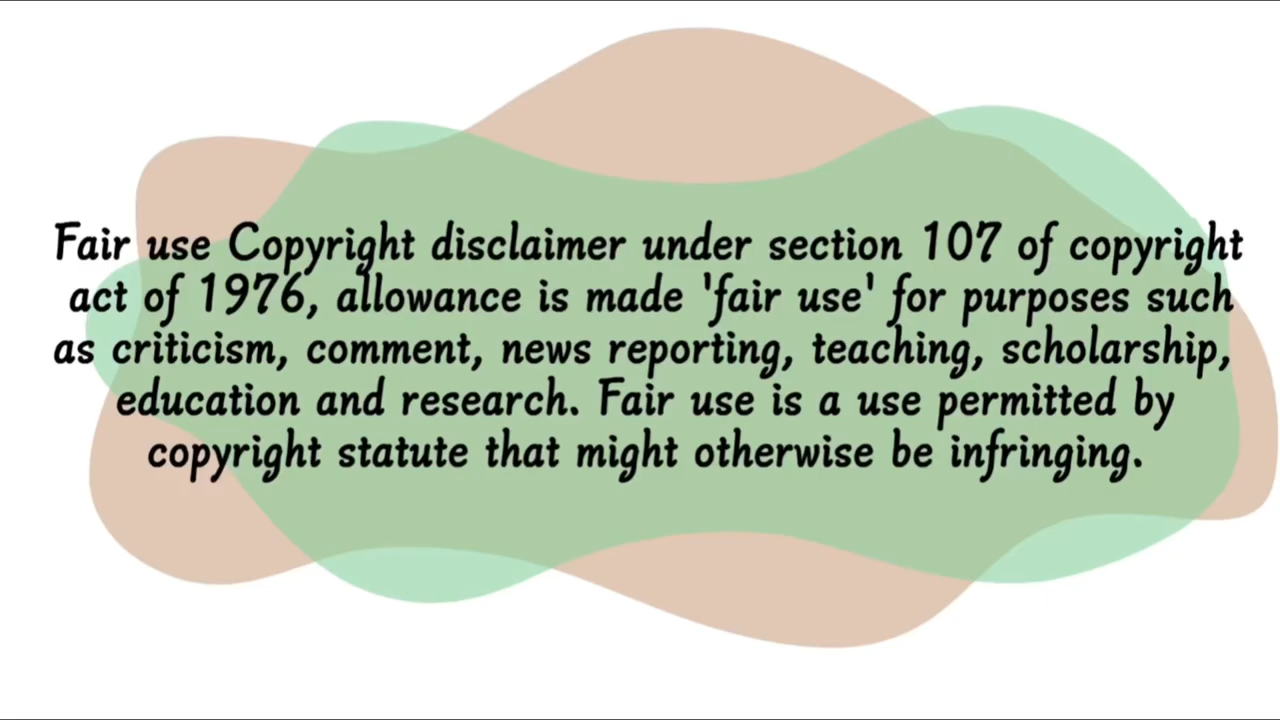 Fair use Copyright disclaimer under section 107 of copyright
act of 1976, allowance is made 'fair use' for purposes such
as criticism, comment, news reporting, teaching, scholarship,
education and research. Fair use is a use permitted by
copyright statute that might otherwise be infringing.